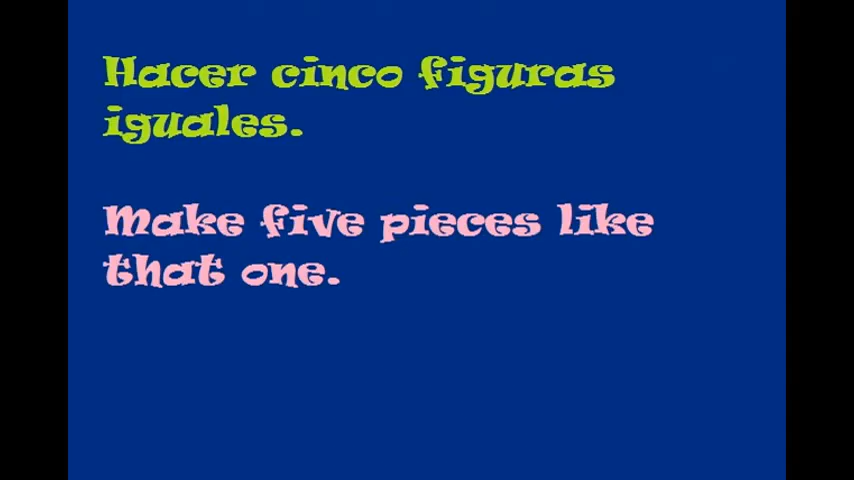 Hacer cinco figuras
iguales.
Make five pieces like
that one.